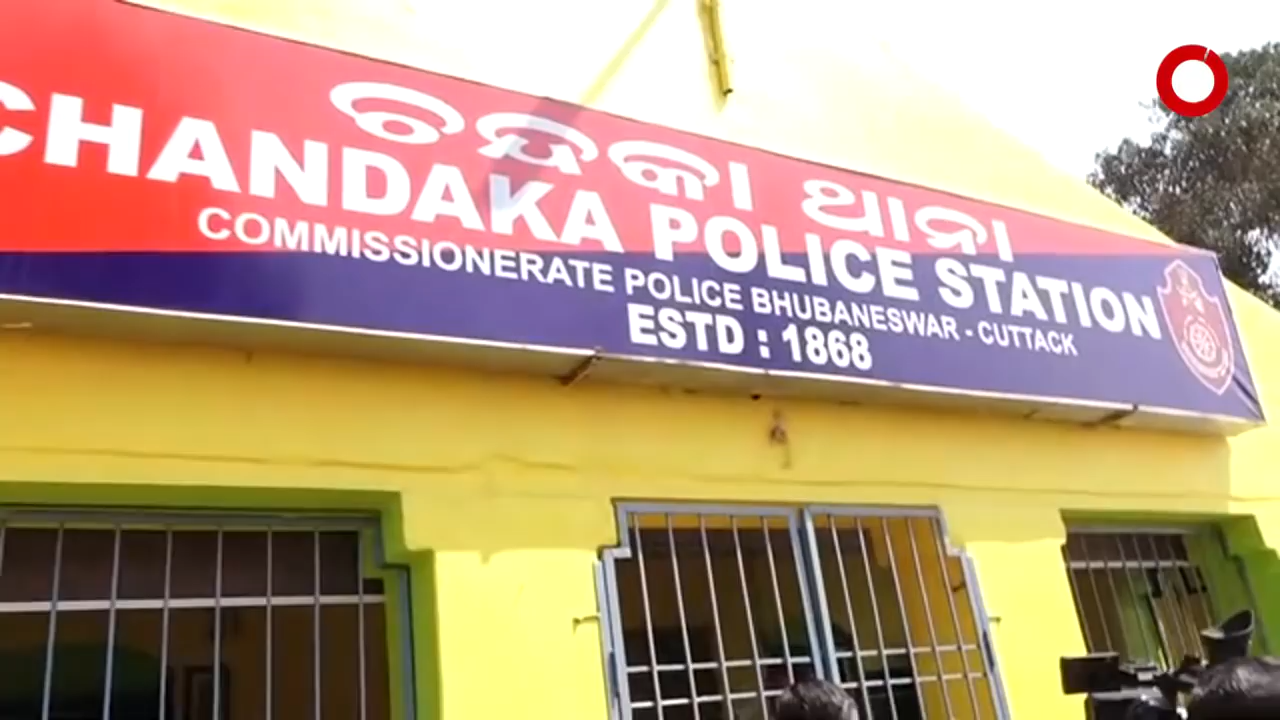 ଚନ୍ଦକା ଥାନା
CHANDAKA POLICE STATION
COMMISSIONERATE POLICE BHUBANESWAR - CUTTACK
ESTD : 1868